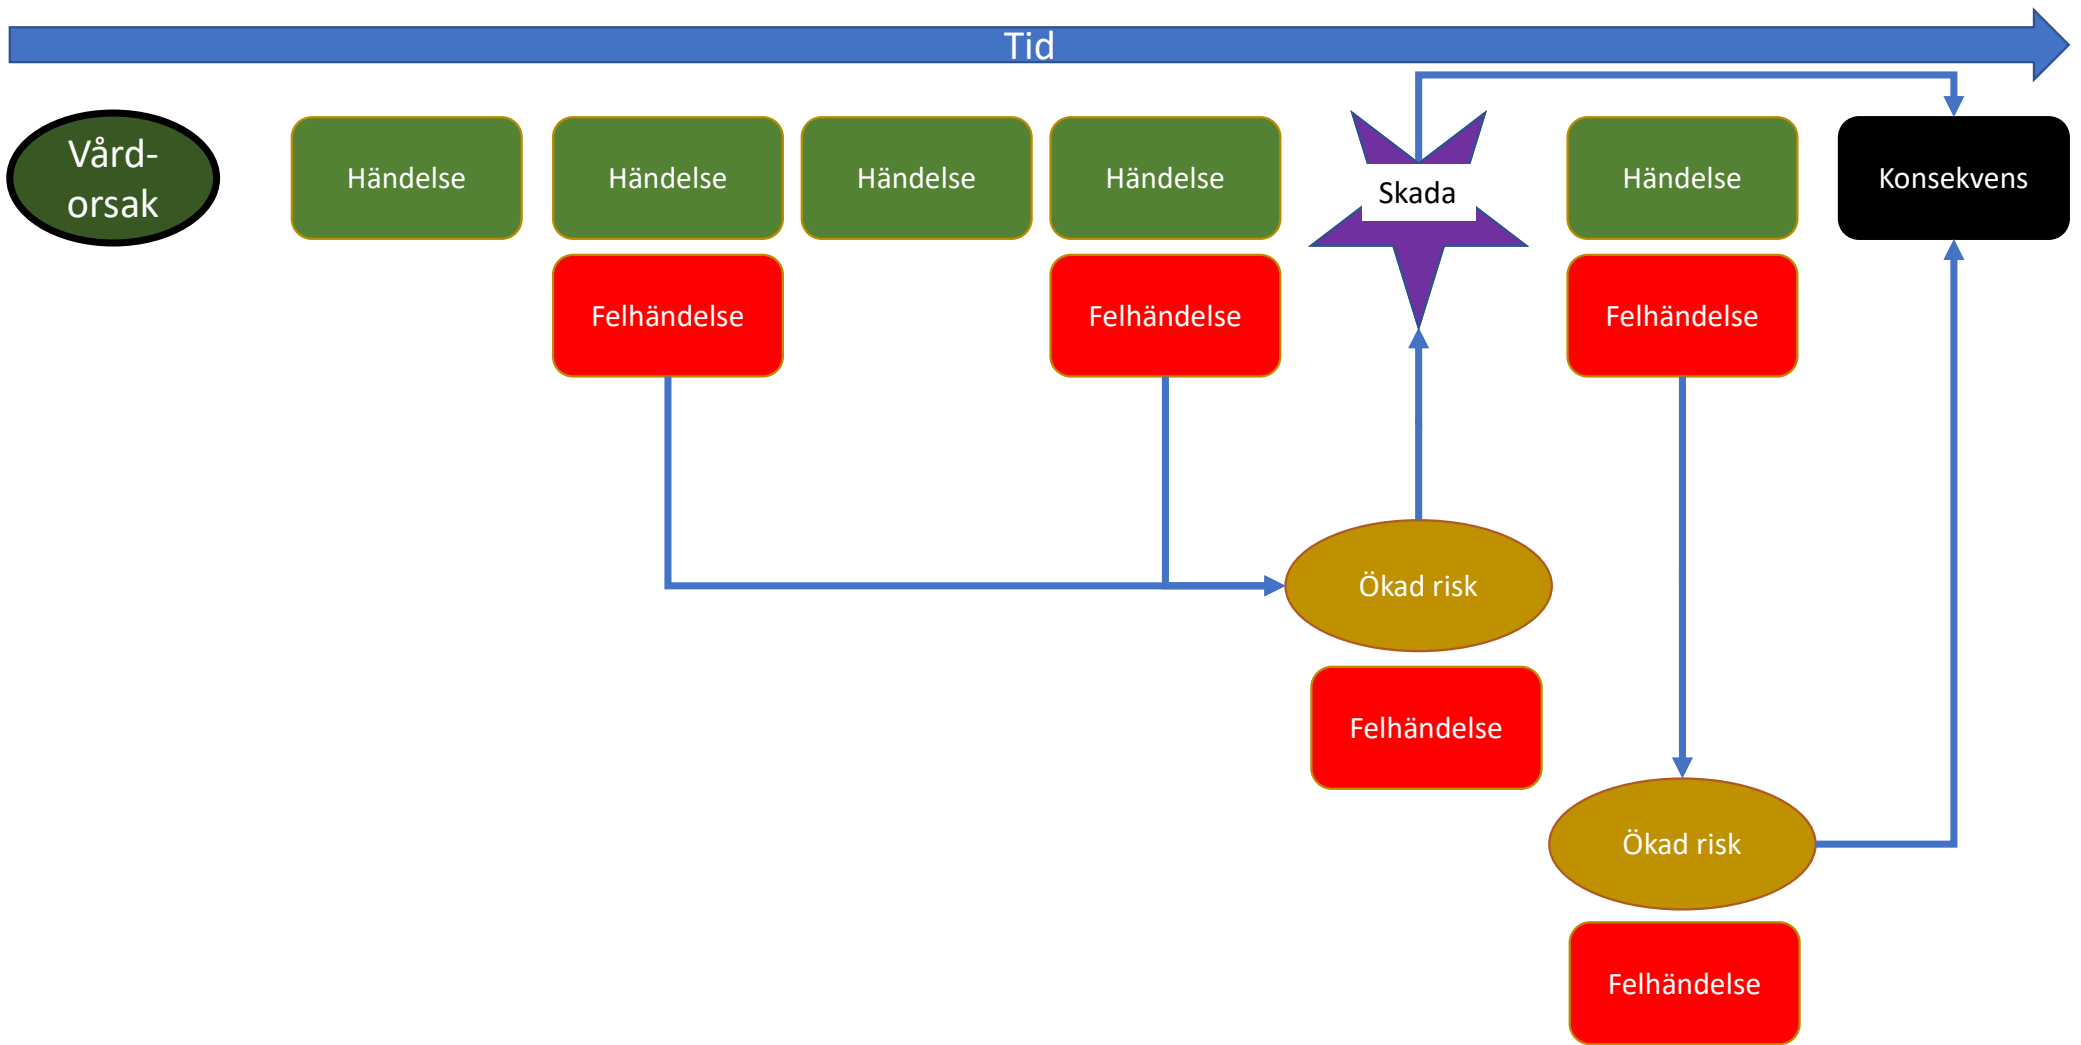 Tid
Vård-
orsak
Händelse
Händelse
Händelse
Händelse
Skada
Händelse
Konsekvens
Felhändelse
Felhändelse
Felhändelse
Ökad risk
Felhändelse
Ökad risk
Felhändelse